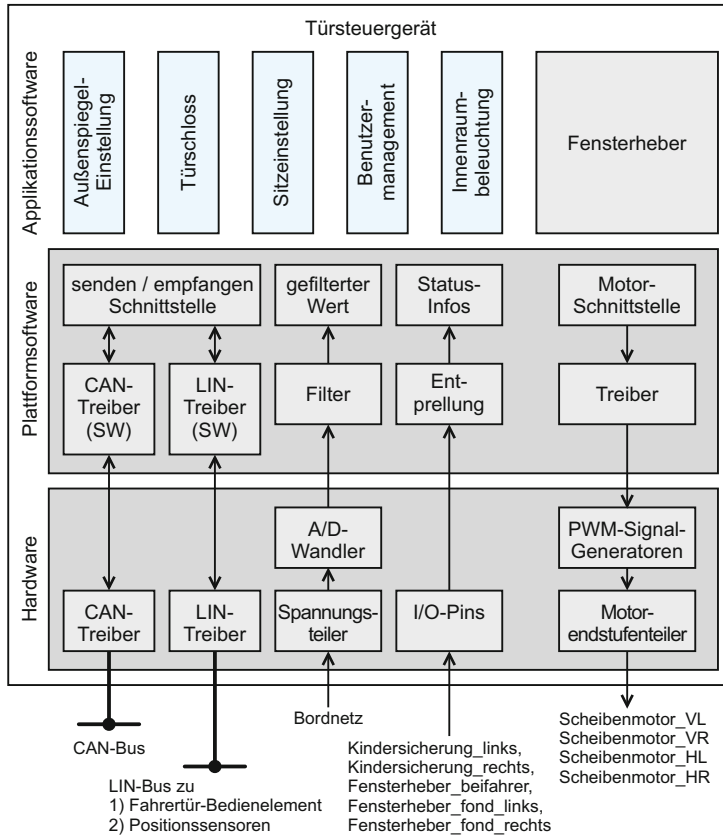 Türsteuergerät
Applikationssoftware
Außenspiegel-
Einstellung
Türschloss
Sitzeinstellung
Benutzer-
management
Innenraum-
beleuchtung
Fensterheber
Plattformsoftware
senden / empfangen
Schnittstelle
gefilterter
Wert
Status-
Infos
Motor-
Schnittstelle
CAN-
Treiber
(SW)
LIN-
Treiber
(SW)
Filter
Ent-
prellung
Treiber
Hardware
A/D-
Wandler
PWM-Signal-
Generatoren
CAN-
Treiber
LIN-
Treiber
Spannungs-
teiler
I/O-Pins
Motor-
endstufenteiler
CAN-Bus
LIN-Bus zu
1) Fahrertür-Bedienelement
2) Positionssensoren
Bordnetz
Kindersicherung_links,
Kindersicherung_rechts,
Fensterheber_beifahrer,
Fensterheber_fond_links,
Fensterheber_fond_rechts
Scheibenmotor_VL
Scheibenmotor_VR
Scheibenmotor_HL
Scheibenmotor_HR